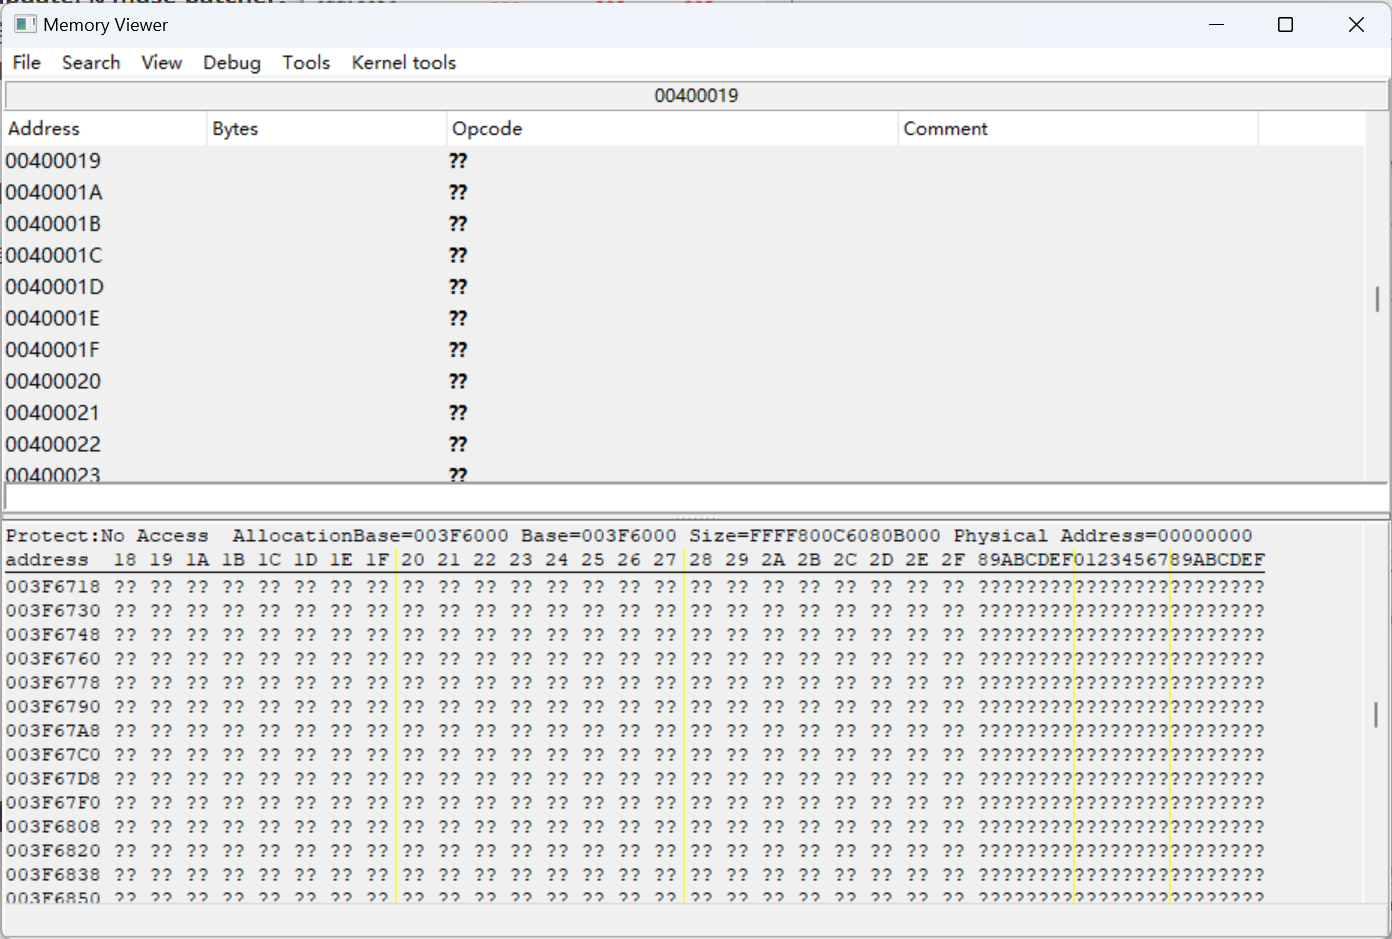 Memory Viewer
File Search View Debug Tools Kernel tools
00400019
Address Bytes Opcode Comment
00400019 ??
0040001A ??
0040001B ??
0040001C ??
0040001D ??
0040001E ??
0040001F ??
00400020 ??
00400021 ??
00400022 ??
00400023 ??
Protect:No Access AllocationBase=003F6000 Base=003F6000 Size=FFFF800C6080B000 Physical Address=00000000
address 18 19 1A 1B 1C 1D 1E 1F 20 21 22 23 24 25 26 27 28 29 2A 2B 2C 2D 2E 2F 89ABCDEF0123456789ABCDEF
003F6718 ?? ?? ?? ?? ?? ?? ?? ?? ?? ?? ?? ?? ?? ?? ?? ?? ?? ?? ?? ?? ?? ?? ?? ?? ????????????????????????
003F6730 ?? ?? ?? ?? ?? ?? ?? ?? ?? ?? ?? ?? ?? ?? ?? ?? ?? ?? ?? ?? ?? ?? ?? ?? ????????????????????????
003F6748 ?? ?? ?? ?? ?? ?? ?? ?? ?? ?? ?? ?? ?? ?? ?? ?? ?? ?? ?? ?? ?? ?? ?? ?? ????????????????????????
003F6760 ?? ?? ?? ?? ?? ?? ?? ?? ?? ?? ?? ?? ?? ?? ?? ?? ?? ?? ?? ?? ?? ?? ?? ?? ????????????????????????
003F6778 ?? ?? ?? ?? ?? ?? ?? ?? ?? ?? ?? ?? ?? ?? ?? ?? ?? ?? ?? ?? ?? ?? ?? ?? ????????????????????????
003F6790 ?? ?? ?? ?? ?? ?? ?? ?? ?? ?? ?? ?? ?? ?? ?? ?? ?? ?? ?? ?? ?? ?? ?? ?? ????????????????????????
003F67A8 ?? ?? ?? ?? ?? ?? ?? ?? ?? ?? ?? ?? ?? ?? ?? ?? ?? ?? ?? ?? ?? ?? ?? ?? ????????????????????????
003F67C0 ?? ?? ?? ?? ?? ?? ?? ?? ?? ?? ?? ?? ?? ?? ?? ?? ?? ?? ?? ?? ?? ?? ?? ?? ????????????????????????
003F67D8 ?? ?? ?? ?? ?? ?? ?? ?? ?? ?? ?? ?? ?? ?? ?? ?? ?? ?? ?? ?? ?? ?? ?? ?? ????????????????????????
003F67F0 ?? ?? ?? ?? ?? ?? ?? ?? ?? ?? ?? ?? ?? ?? ?? ?? ?? ?? ?? ?? ?? ?? ?? ?? ????????????????????????
003F6808 ?? ?? ?? ?? ?? ?? ?? ?? ?? ?? ?? ?? ?? ?? ?? ?? ?? ?? ?? ?? ?? ?? ?? ?? ????????????????????????
003F6820 ?? ?? ?? ?? ?? ?? ?? ?? ?? ?? ?? ?? ?? ?? ?? ?? ?? ?? ?? ?? ?? ?? ?? ?? ????????????????????????
003F6838 ?? ?? ?? ?? ?? ?? ?? ?? ?? ?? ?? ?? ?? ?? ?? ?? ?? ?? ?? ?? ?? ?? ?? ?? ????????????????????????
003F6850 ?? ?? ?? ?? ?? ?? ?? ?? ?? ?? ?? ?? ?? ?? ?? ?? ?? ?? ?? ?? ?? ?? ?? ?? ????????????????????????